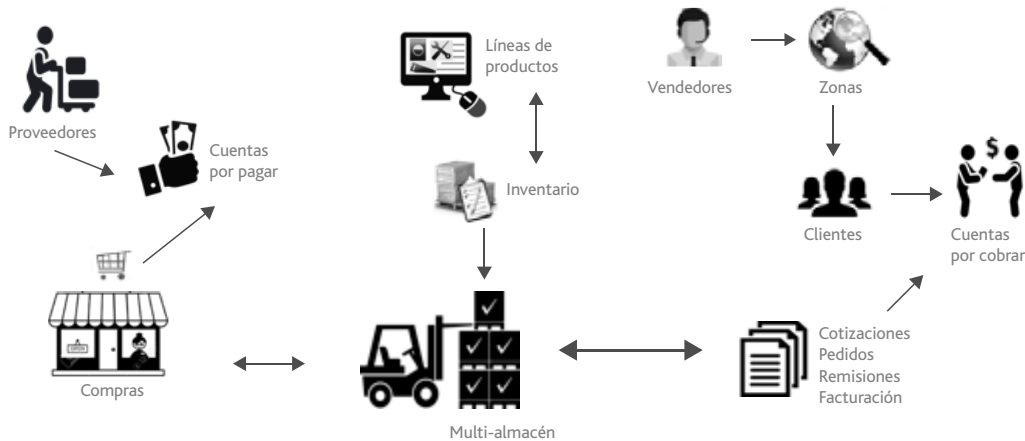 Líneas de
productos
Vendedores
Zonas
Proveedores
Cuentas
por pagar
Inventario
Clientes
Cuentas
por cobrar
$
OPEN
Compras
Cotizaciones
Pedidos
Remisiones
Facturación
Multi-almacén